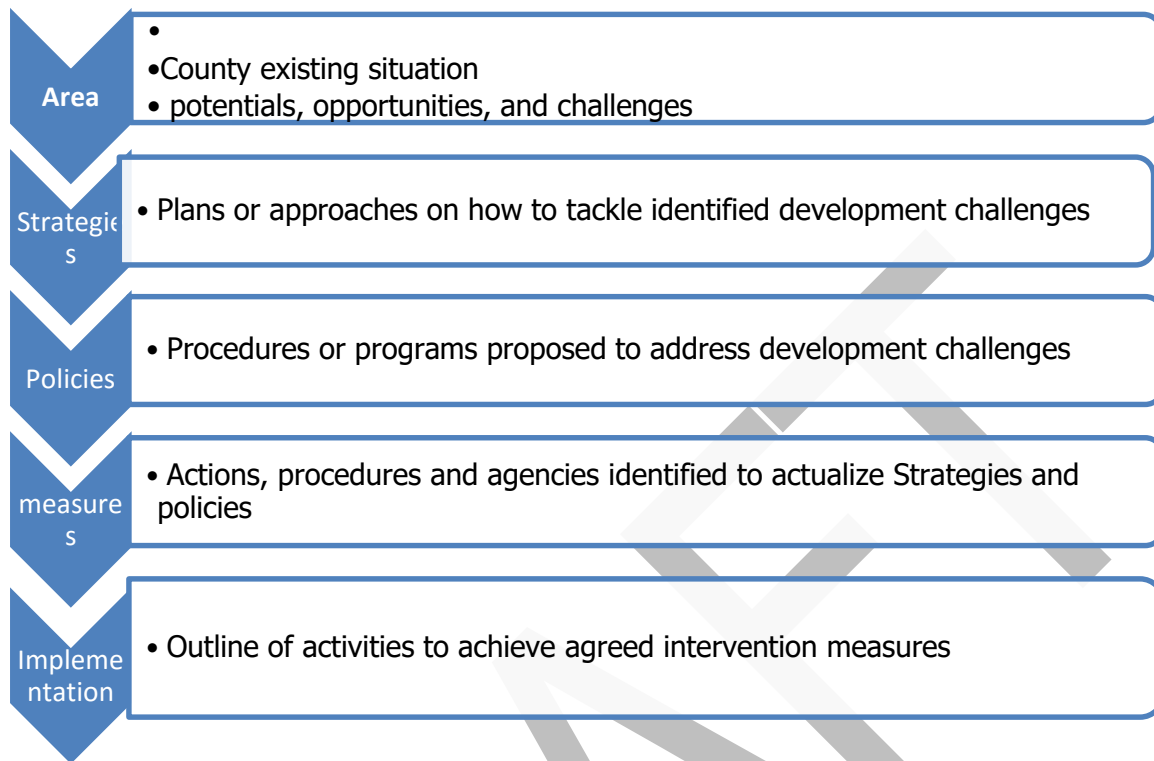 Area
•
•County existing situation
• potentials, opportunities, and challenges
Strategie
s
• Plans or approaches on how to tackle identified development challenges
Policies
• Procedures or programs proposed to address development challenges
measure
s
• Actions, procedures and agencies identified to actualize Strategies and
policies
Impleme
ntation
• Outline of activities to achieve agreed intervention measures
AFT